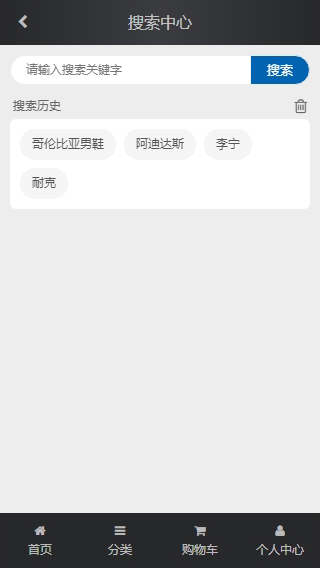 搜索中心
请输入搜索关键字
搜索
搜索历史
哥伦比亚男鞋 阿迪达斯 李宁
耐克
首页 分类 购物车 个人中心